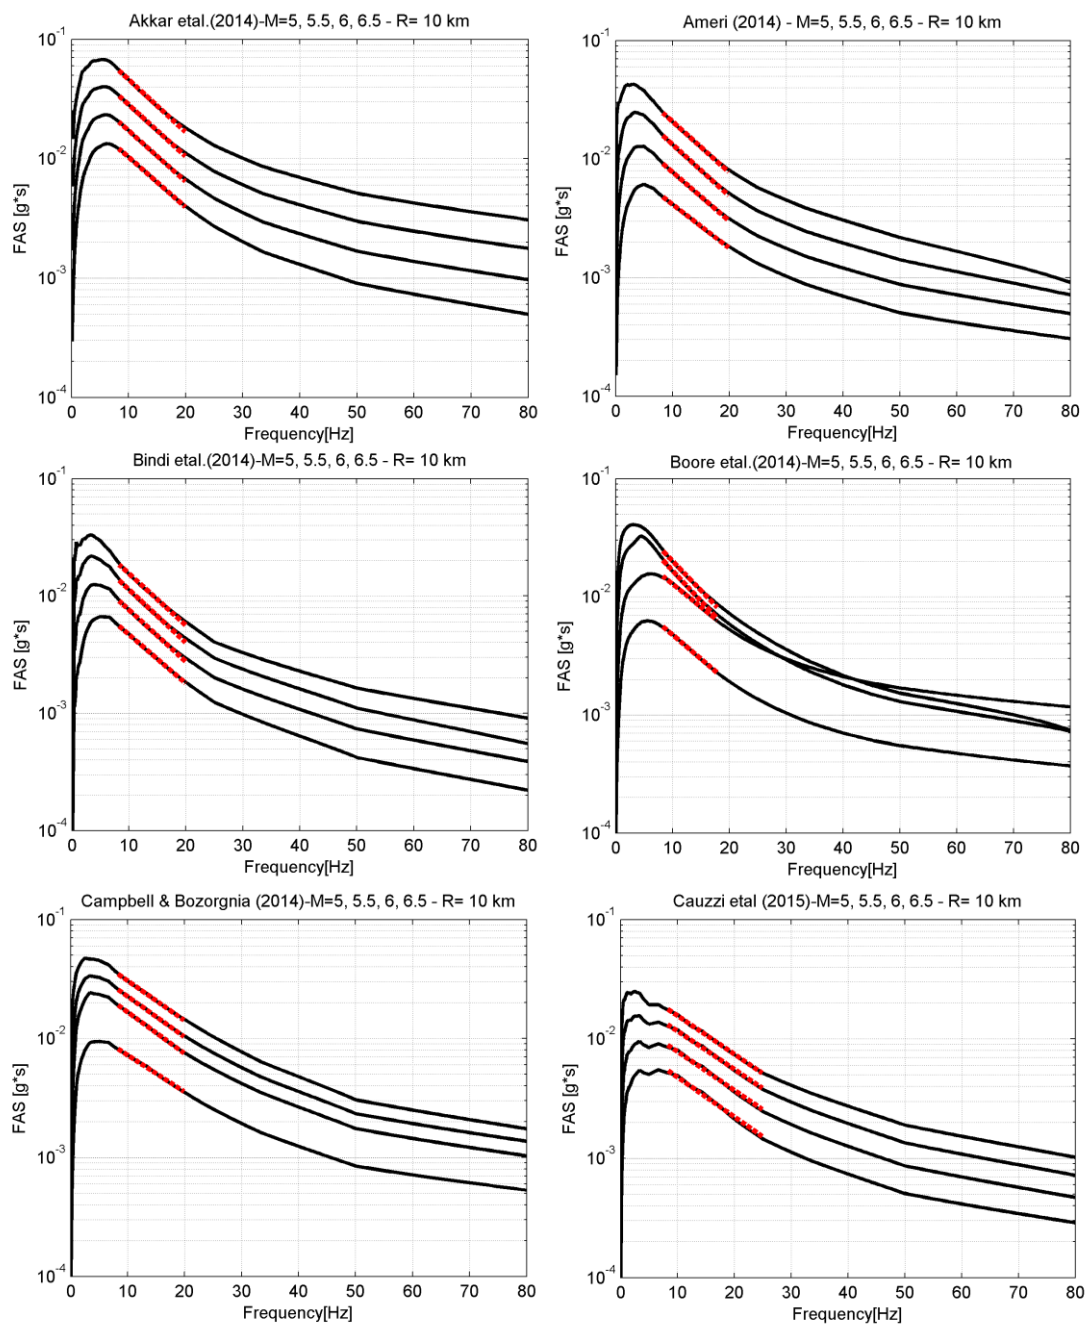 Akkar etal.(2014)-M=5, 5.5, 6, 6.5 - R= 10 km
10^-1
10^-2
10^-3
10^-4
FAS [g*s]
0 10 20 30 40 50 60 70 80
Frequency[Hz]
Ameri (2014) - M=5, 5.5, 6, 6.5 - R= 10 km
10^-1
10^-2
10^-3
10^-4
FAS [g*s]
0 10 20 30 40 50 60 70 80
Frequency[Hz]
Bindi etal.(2014)-M=5, 5.5, 6, 6.5 - R= 10 km
10^-1
10^-2
10^-3
10^-4
FAS [g*s]
0 10 20 30 40 50 60 70 80
Frequency[Hz]
Boore etal.(2014)-M=5, 5.5, 6, 6.5 - R= 10 km
10^-1
10^-2
10^-3
10^-4
FAS [g*s]
0 10 20 30 40 50 60 70 80
Frequency[Hz]
Campbell & Bozorgnia (2014)-M=5, 5.5, 6, 6.5 - R= 10 km
10^-1
10^-2
10^-3
10^-4
FAS [g*s]
0 10 20 30 40 50 60 70 80
Frequency[Hz]
Cauzzi etal (2015)-M=5, 5.5, 6, 6.5 - R= 10 km
10^-1
10^-2
10^-3
10^-4
FAS [g*s]
0 10 20 30 40 50 60 70 80
Frequency[Hz]